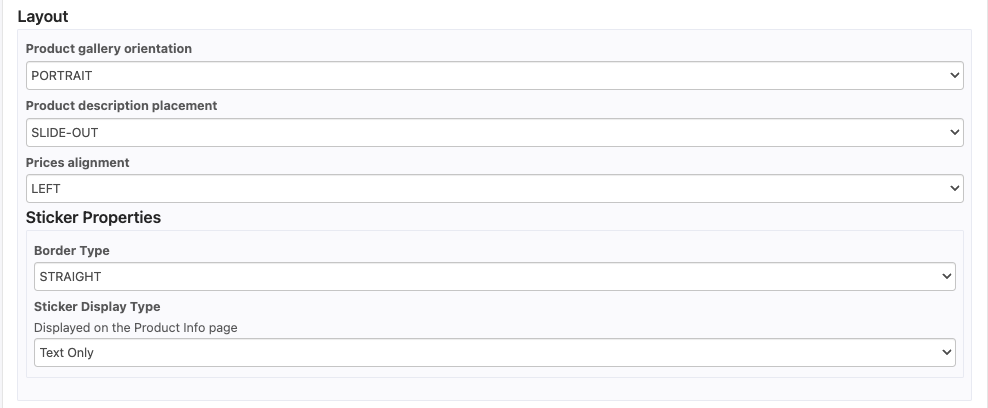 Layout
Product gallery orientation
PORTRAIT
Product description placement
SLIDE-OUT
Prices alignment
LEFT
Sticker Properties
Border Type
STRAIGHT
Sticker Display Type
Displayed on the Product Info page
Text Only